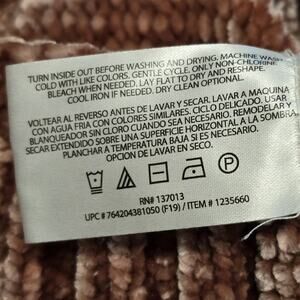 TURN INSIDE OUT BEFORE WASHING AND DRYING. MACHINE WASH
COLD WITH LIKE COLORS. GENTLE CYCLE. ONLY NON-CHLORINE
BLEACH WHEN NEEDED. LAY FLAT TO DRY AND RESHAPE.
COOL IRON IF NEEDED. DRY CLEAN OPTIONAL.
VOLTEAR AL REVERSO ANTES DE LAVAR Y SECAR. LAVAR A MAQUINA
CON AGUA FRIA CON COLORES SIMILARES. CICLO DELICADO. USAR
BLANQUEADOR SIN CLORO CUANDO SEA NECESARIO. REMODELAR Y
SECAR EXTENDIDO SOBRE UNA SUPERFICIE HORIZONTAL A LA SOMBRA.
PLANCHAR A TEMPERATURA BAJA SI ES NECESARIO.
OPCION DE LAVAR EN SECO.
P
RN# 137013
UPC # 764204381050 (F19) / ITEM # 1235660